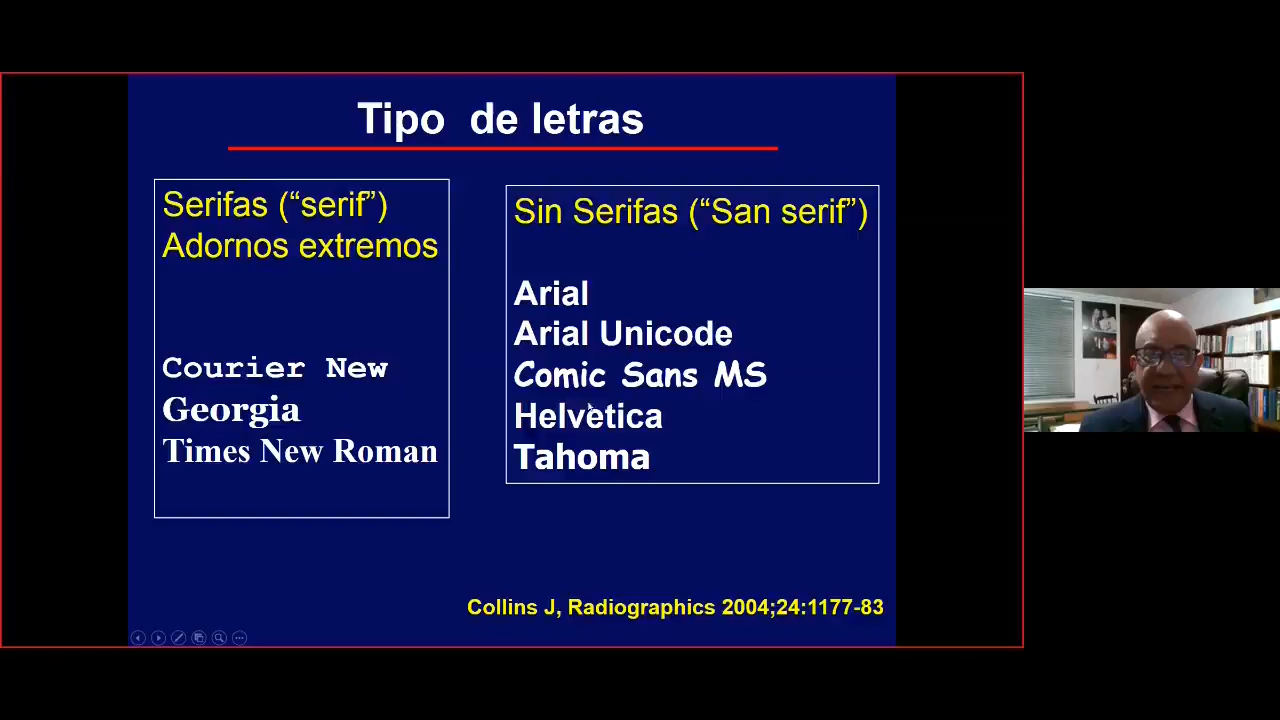 Tipo de letras
Serifas (“serif”)
Adornos extremos
Courier New
Georgia
Times New Roman
Sin Serifas (“San serif”)
Arial
Arial Unicode
Comic Sans MS
Helvetica
Tahoma
Collins J, Radiographics 2004;24:1177-83